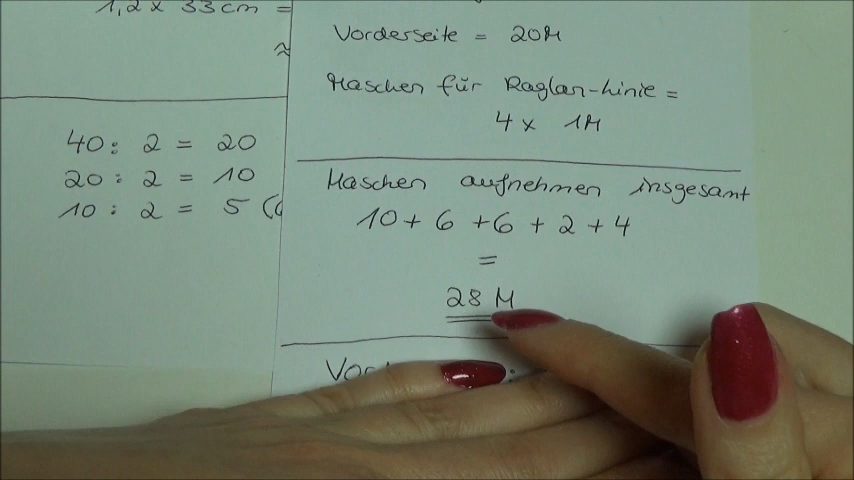 1,2 x 33cm =
≈
40 : 2 = 20
20 : 2 = 10
10 : 2 = 5 (
Vorderseite = 20M
Maschen für Raglan-Linie =
4 x 1M
Maschen aufnehmen insgesamt
10 + 6 + 6 + 2 + 4
=
28 M